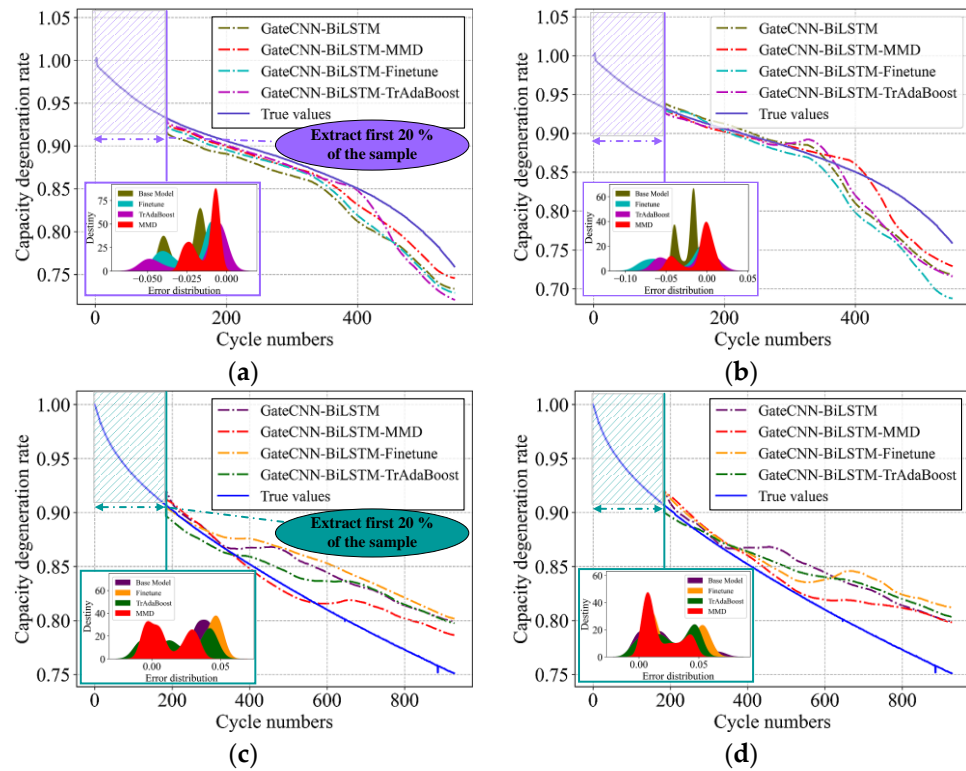 1.05
1.00
0.95
0.90
0.85
0.80
0.75
Capacity degeneration rate
GateCNN-BiLSTM
GateCNN-BiLSTM-MMD
GateCNN-BiLSTM-Finetune
GateCNN-BiLSTM-TrAdaBoost
True values
Extract first 20 %
of the sample
Base Model
Finetune
TrAdaBoost
MMD
Destiny
80
60
40
20
0
-0.050
-0.025
0.000
Error distribution
0
200
400
Cycle numbers
(a)
1.05
1.00
0.95
0.90
0.85
0.80
0.75
0.70
Capacity degeneration rate
GateCNN-BiLSTM
GateCNN-BiLSTM-MMD
GateCNN-BiLSTM-Finetune
GateCNN-BiLSTM-TrAdaBoost
True values
Base Model
Finetune
TrAdaBoost
MMD
Destiny
60
40
20
0
-0.10
-0.05
0.00
0.05
Error distribution
0
200
400
Cycle numbers
(b)
1.00
0.95
0.90
0.85
0.80
0.75
Capacity degeneration rate
GateCNN-BiLSTM
GateCNN-BiLSTM-MMD
GateCNN-BiLSTM-Finetune
GateCNN-BiLSTM-TrAdaBoost
True values
Extract first 20 %
of the sample
Base Model
Finetune
TrAdaBoost
MMD
Destiny
60
40
20
0
0.00
0.05
Error distribution
0
200
400
600
800
Cycle numbers
(c)
1.00
0.95
0.90
0.85
0.80
0.75
Capacity degeneration rate
GateCNN-BiLSTM
GateCNN-BiLSTM-MMD
GateCNN-BiLSTM-Finetune
GateCNN-BiLSTM-TrAdaBoost
True values
Base Model
Finetune
TrAdaBoost
MMD
Destiny
60
40
20
0
0.00
0.05
Error distribution
0
200
400
600
800
Cycle numbers
(d)